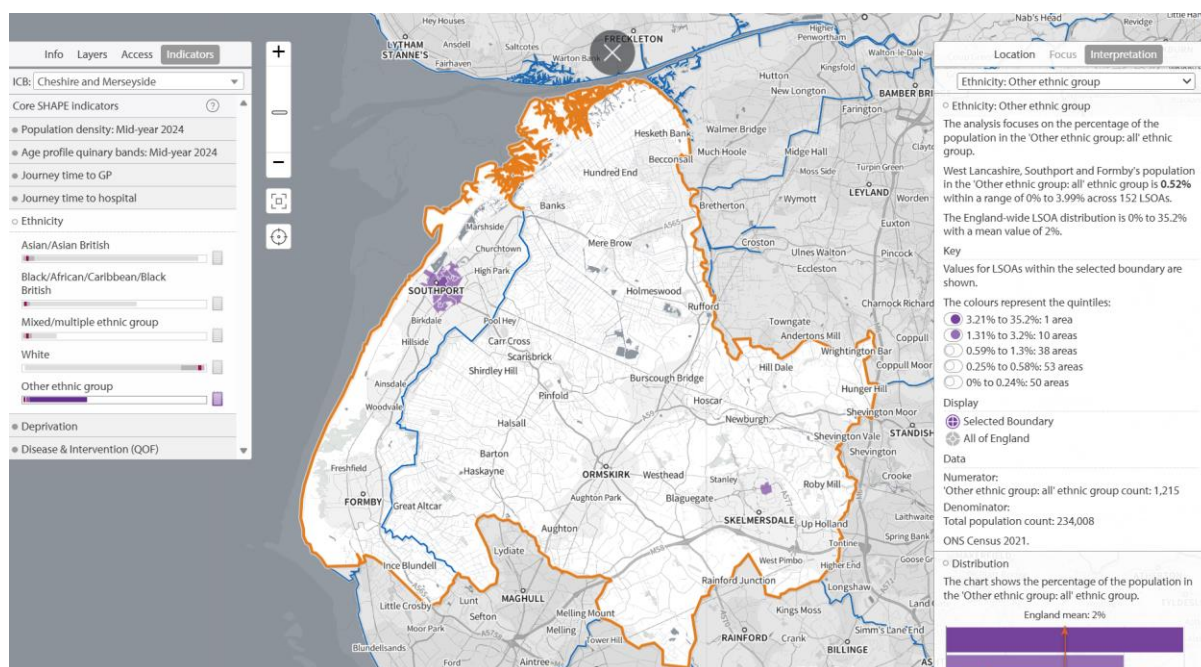 Info Layers Access Indicators
ICB: Cheshire and Merseyside
Core SHAPE indicators ?
Population density: Mid-year 2024
Age profile quinary bands: Mid-year 2024
Journey time to GP
Journey time to hospital
Ethnicity
Asian/Asian British
Black/African/Caribbean/Black
British
Mixed/multiple ethnic group
White
Other ethnic group
Deprivation
Disease & Intervention (QOF)
+
−
Hey Houses
LYTHAM
ST ANNE'S
Ansdell
Saltcotes
Fairhaven
Warton Bank
FRECKLETON
Higher
Penwortham
Nab's Head
Revidge
Walton-le-Dale
Hutton
Kingsfold
New Longton
Farington
BAMBER BRI
Hesketh Bank
Walmer Bridge
Becconsall
Much Hoole
Midge Hall
Moss Side
Hundred End
LEYLAND
Worden
Banks
Bretherton
Wymott
Euxton
Marshside
A565
Croston
Churchtown
Mere Brow
Ulnes Walton
Pincock
High Park
Eccleston
SOUTHPORT
Holmeswood
Charnock Richard
Birkdale
Rufford
Pool Hey
Hillside
Carr Cross
Towngate
Andertons Mill
Coppull
Scarisbrick
Wrightington Bar
Shirdley Hill
Burscough Bridge
Hill Dale
Coppull Moor
Ainsdale
Pinfold
Hoscar
Hunger Hill
Woodvale
A59
Newburgh
Shevington Moor
Halsall
STANDISH
Shevington Vale
Barton
Shevington
Freshfield
Haskayne
ORMSKIRK
Westhead
Stanley
Crooke
Roby Mill
FORMBY
Aughton Park
Blaguegate
A577
Great Altcar
Laithwaite
SKELMERSDALE
Up Holland
Aughton
Tontine
Spring Bank
M58
West Pimbo
Lydiate
Higher End
Goose Gr
Ince Blundell
A565
Rainford Junction
Longshaw
MAGHULL
Little Crosby
Lunt
Kings Moss
Sefton
Melling Mount
Simm's Lane End
Moor Park
A5758
Melling
Tower Hill
RAINFORD
Crank
BILLINGE
Blundellsands
Ford
Aintree
Location Focus Interpretation
Ethnicity: Other ethnic group
Ethnicity: Other ethnic group
The analysis focuses on the percentage of the
population in the 'Other ethnic group: all' ethnic
group.
West Lancashire, Southport and Formby's population
in the 'Other ethnic group: all' ethnic group is 0.52%
within a range of 0% to 3.99% across 152 LSOAs.
The England-wide LSOA distribution is 0% to 35.2%
with a mean value of 2%.
Key
Values for LSOAs within the selected boundary are
shown.
The colours represent the quintiles:
3.21% to 35.2%: 1 area
1.31% to 3.2%: 10 areas
0.59% to 1.3%: 38 areas
0.25% to 0.58%: 53 areas
0% to 0.24%: 50 areas
Display
Selected Boundary
All of England
Data
Numerator:
'Other ethnic group: all' ethnic group count: 1,215
Denominator:
Total population count: 234,008
ONS Census 2021.
Distribution
The chart shows the percentage of the population in
the 'Other ethnic group: all' ethnic group.
England mean: 2%